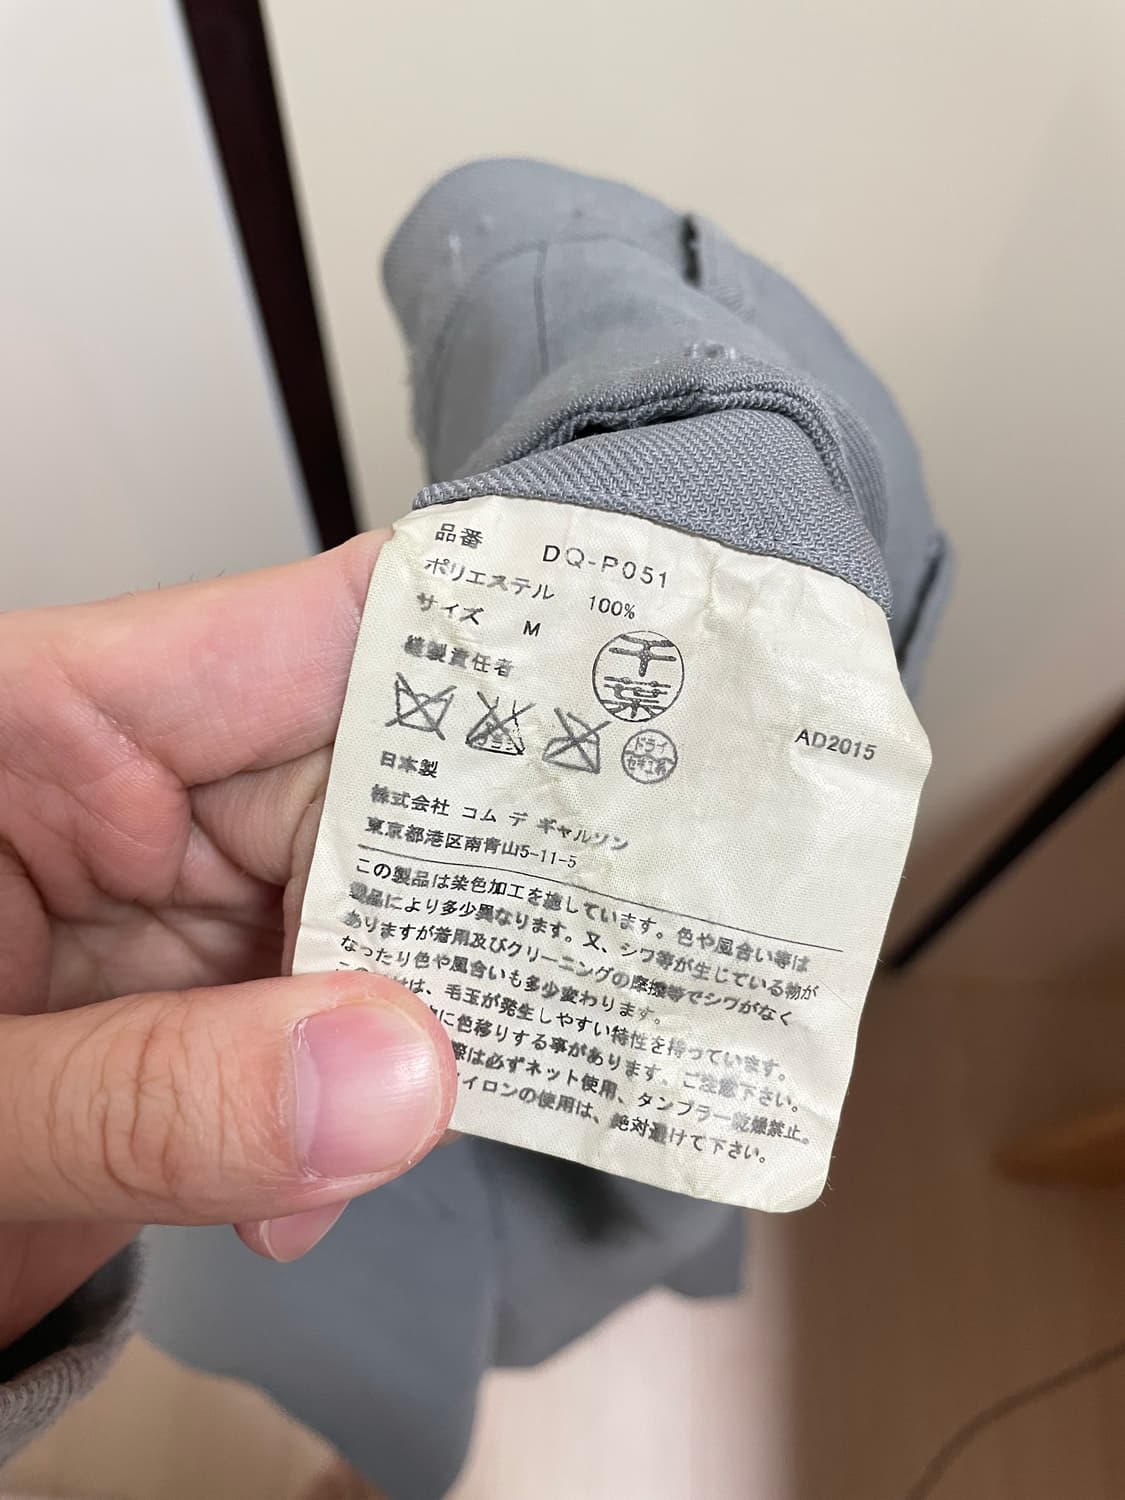 品番 DQ-P051
ポリエステル 100%
サイズ M
縫製責任者 千葉
エンソ サラシ
ドライ セキユ系
AD2015
日本製
株式会社 コム デ ギャルソン
東京都港区南青山5-11-5
この製品は染色加工を施しています。色や風合い等は
製品により多少異なります。又、シワ等が生じている物が
ありますが着用及びクリーニングの摩擦等でシワがなく
なったり色や風合いも多少変わります。
は、毛玉が発生しやすい特性を持っています。
に色移りする事があります。ご注意下さい。
際は必ずネット使用、タンブラー乾燥禁止。
イロンの使用は、絶対避けて下さい。